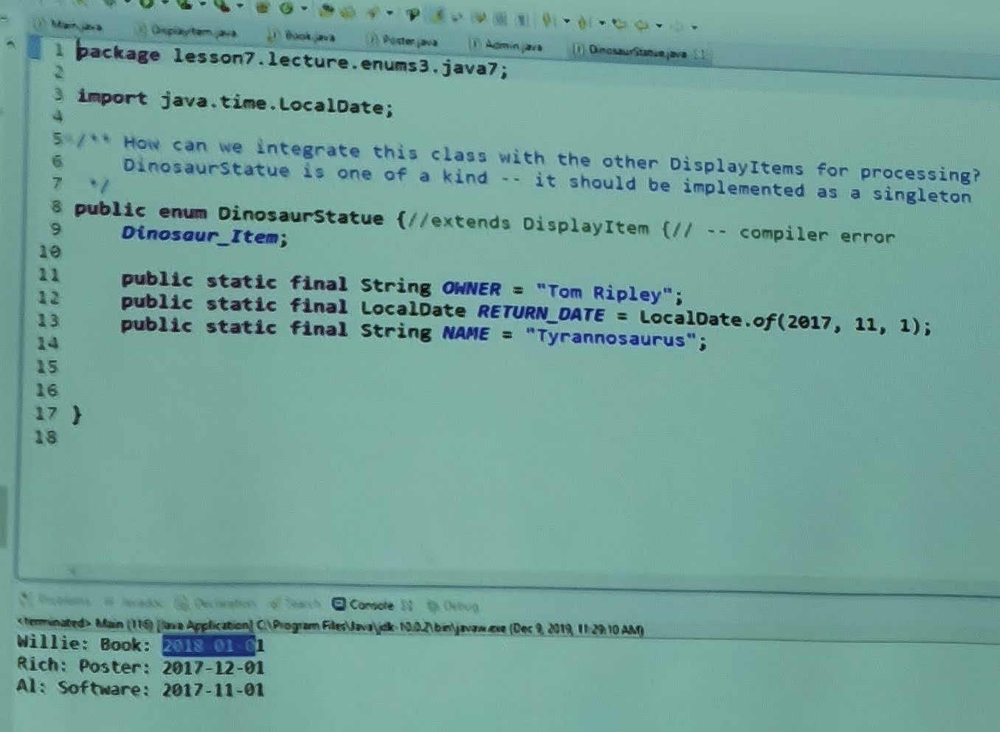 Main.java DisplayItem.java Book.java Poster.java Admin.java DinosaurStatue.java
1 package lesson7.lecture.enums3.java7;
2
3 import java.time.LocalDate;
4
5 /** How can we integrate this class with the other DisplayItems for processing?
6 DinosaurStatue is one of a kind -- it should be implemented as a singleton
7 */
8 public enum DinosaurStatue {//extends DisplayItem {// -- compiler error
9 Dinosaur_Item;
10
11 public static final String OWNER = "Tom Ripley";
12 public static final LocalDate RETURN_DATE = LocalDate.of(2017, 11, 1);
13 public static final String NAME = "Tyrannosaurus";
14
15
16
17 }
18
Problems Javadoc Declaration Search Console Debug
<terminated> Main (116) [Java Application] C:\Program Files\Java\jdk-10.0.2\bin\javaw.exe (Dec 9, 2019, 11:29:10 AM)
Willie: Book: 2018-01-01
Rich: Poster: 2017-12-01
Al: Software: 2017-11-01